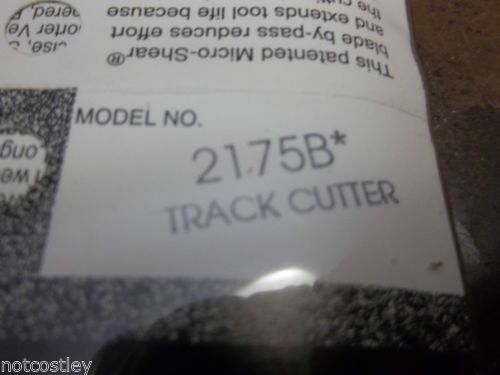 This patented Micro-Shear®
blade by-pass reduces effort
and extends tool life because
MODEL NO.
2175B*
TRACK CUTTER
notcostley